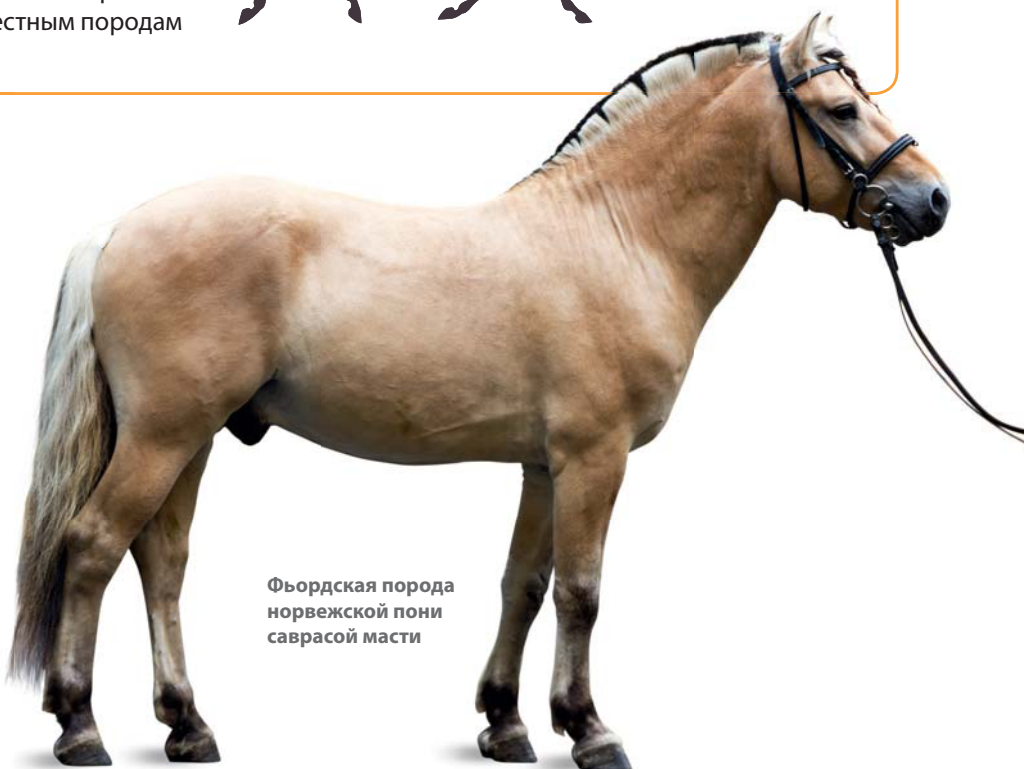 естным породам
Фьордская порода
норвежской пони
саврасой масти